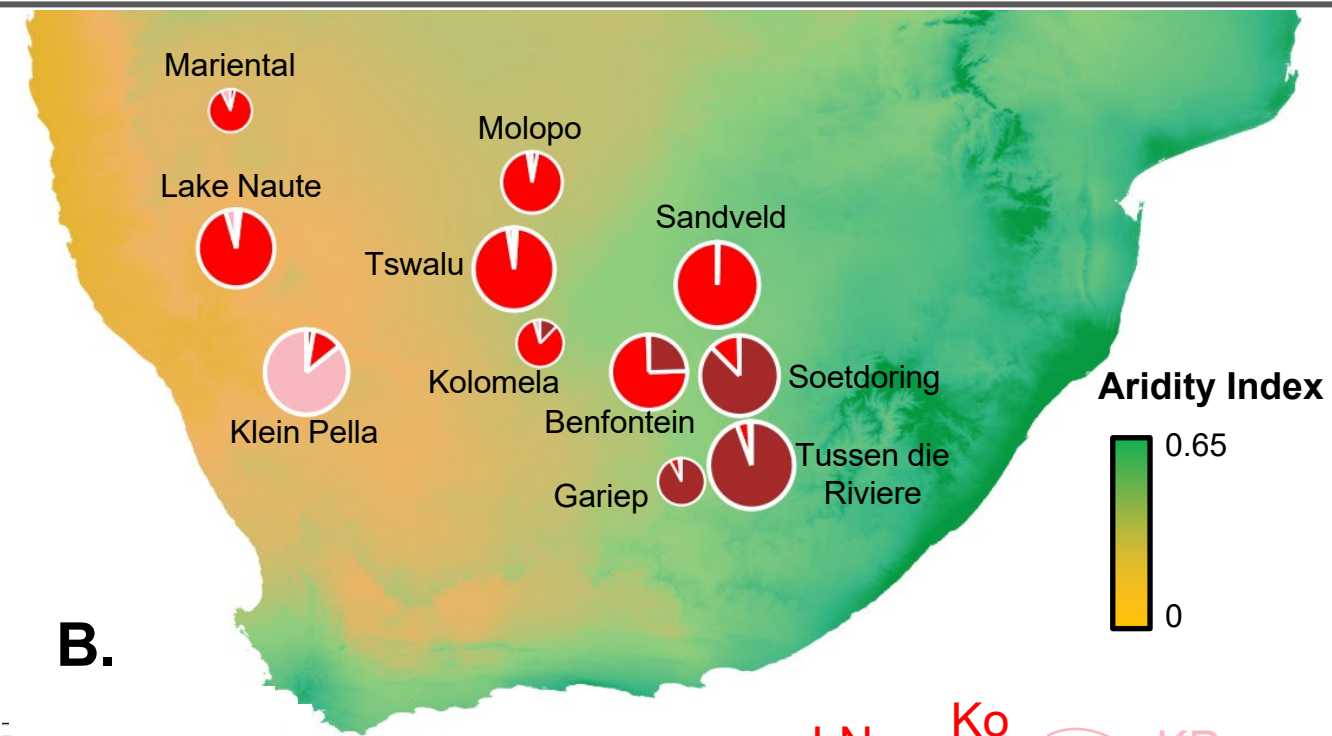 Mariental
Molopo
Lake Naute
Sandveld
Tswalu
Kolomela
Soetdoring
Aridity Index
Benfontein
Klein Pella
0.65
Tussen die
Riviere
Gariep
0
B.
Ko